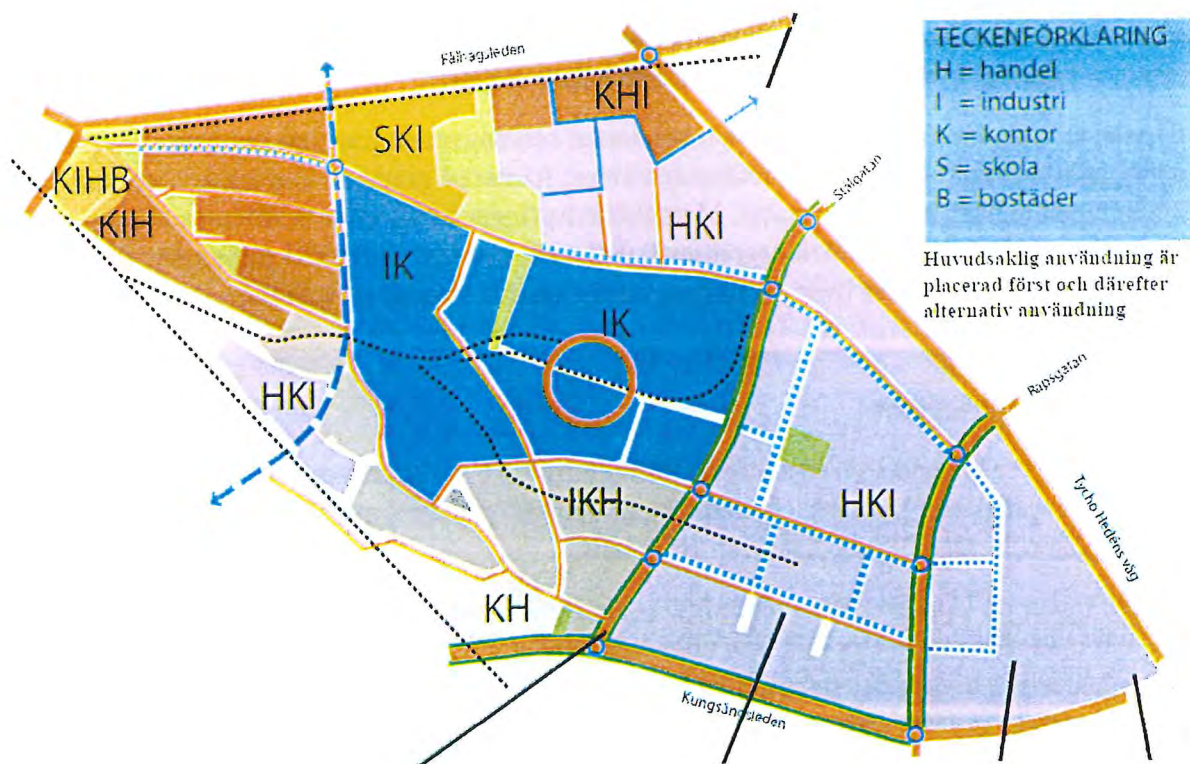 Fålhagsleden
TECKENFÖRKLARING
H = handel
I = industri
K = kontor
S = skola
B = bostäder
Huvudsaklig användning är
placerad först och därefter
alternativ användning
KHI
SKI
KIHB
KIH
Stålgatan
HKI
IK
IK
HKI
Rapsgatan
IKH
HKI
Tycho Hedéns väg
KH
Kungsängsleden